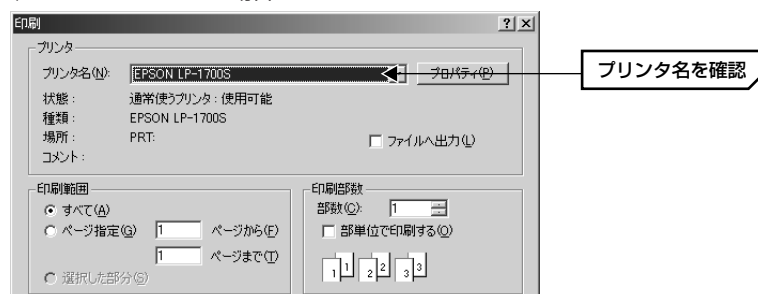 印刷
プリンタ
プリンタ名(N): EPSON LP-1700S プロパティ(P)
プリンタ名を確認
状態: 通常使うプリンタ:使用可能
種類: EPSON LP-1700S
場所: PRT:
ファイルへ出力(L)
コメント:
印刷範囲
すべて(A)
ページ指定(G) 1 ページから(F)
1 ページまで(T)
選択した部分(S)
印刷部数
部数(C): 1
部単位で印刷する(O)
1 1 2 2 3 3